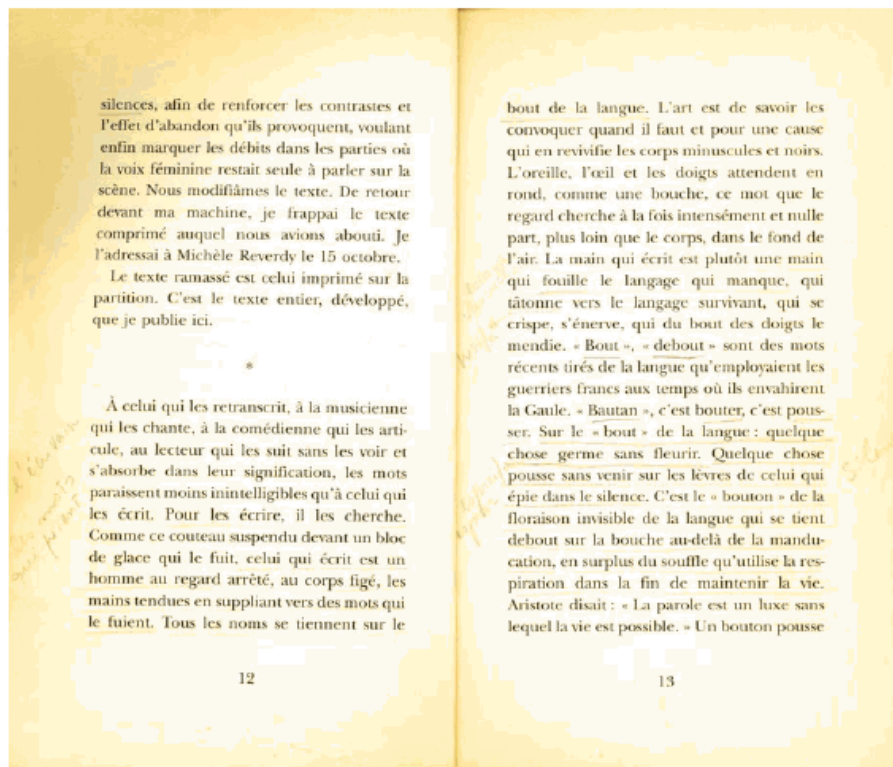 silences, afin de renforcer les contrastes et
l'effet d'abandon qu'ils provoquent, voulant
enfin marquer les débits dans les parties où
la voix féminine restait seule à parler sur la
scène. Nous modifiâmes le texte. De retour
devant ma machine, je frappai le texte
comprimé auquel nous avions abouti. Je
l'adressai à Michèle Reverdy le 15 octobre.
Le texte ramassé est celui imprimé sur la
partition. C'est le texte entier, développé,
que je publie ici.
*
À celui qui les retranscrit, à la musicienne
qui les chante, à la comédienne qui les arti-
cule, au lecteur qui les suit sans les voir et
s'absorbe dans leur signification, les mots
paraissent moins inintelligibles qu'à celui qui
les écrit. Pour les écrire, il les cherche.
Comme ce couteau suspendu devant un bloc
de glace qui le fuit, celui qui écrit est un
homme au regard arrêté, au corps figé, les
mains tendues en suppliant vers des mots qui
le fuient. Tous les noms se tiennent sur le
12
bout de la langue. L'art est de savoir les
convoquer quand il faut et pour une cause
qui en revivifie les corps minuscules et noirs.
L'oreille, l'œil et les doigts attendent en
rond, comme une bouche, ce mot que le
regard cherche à la fois intensément et nulle
part, plus loin que le corps, dans le fond de
l'air. La main qui écrit est plutôt une main
qui fouille le langage qui manque, qui
tâtonne vers le langage survivant, qui se
crispe, s'énerve, qui du bout des doigts le
mendie. « Bout », « debout » sont des mots
récents tirés de la langue qu'employaient les
guerriers francs aux temps où ils envahirent
la Gaule. « Bautan », c'est bouter, c'est pous-
ser. Sur le « bout » de la langue : quelque
chose germe sans fleurir. Quelque chose
pousse sans venir sur les lèvres de celui qui
épie dans le silence. C'est le « bouton » de la
floraison invisible de la langue qui se tient
debout sur la bouche au-delà de la mandu-
cation, en surplus du souffle qu'utilise la res-
piration dans la fin de maintenir la vie.
Aristote disait : « La parole est un luxe sans
lequel la vie est possible. » Un bouton pousse
13